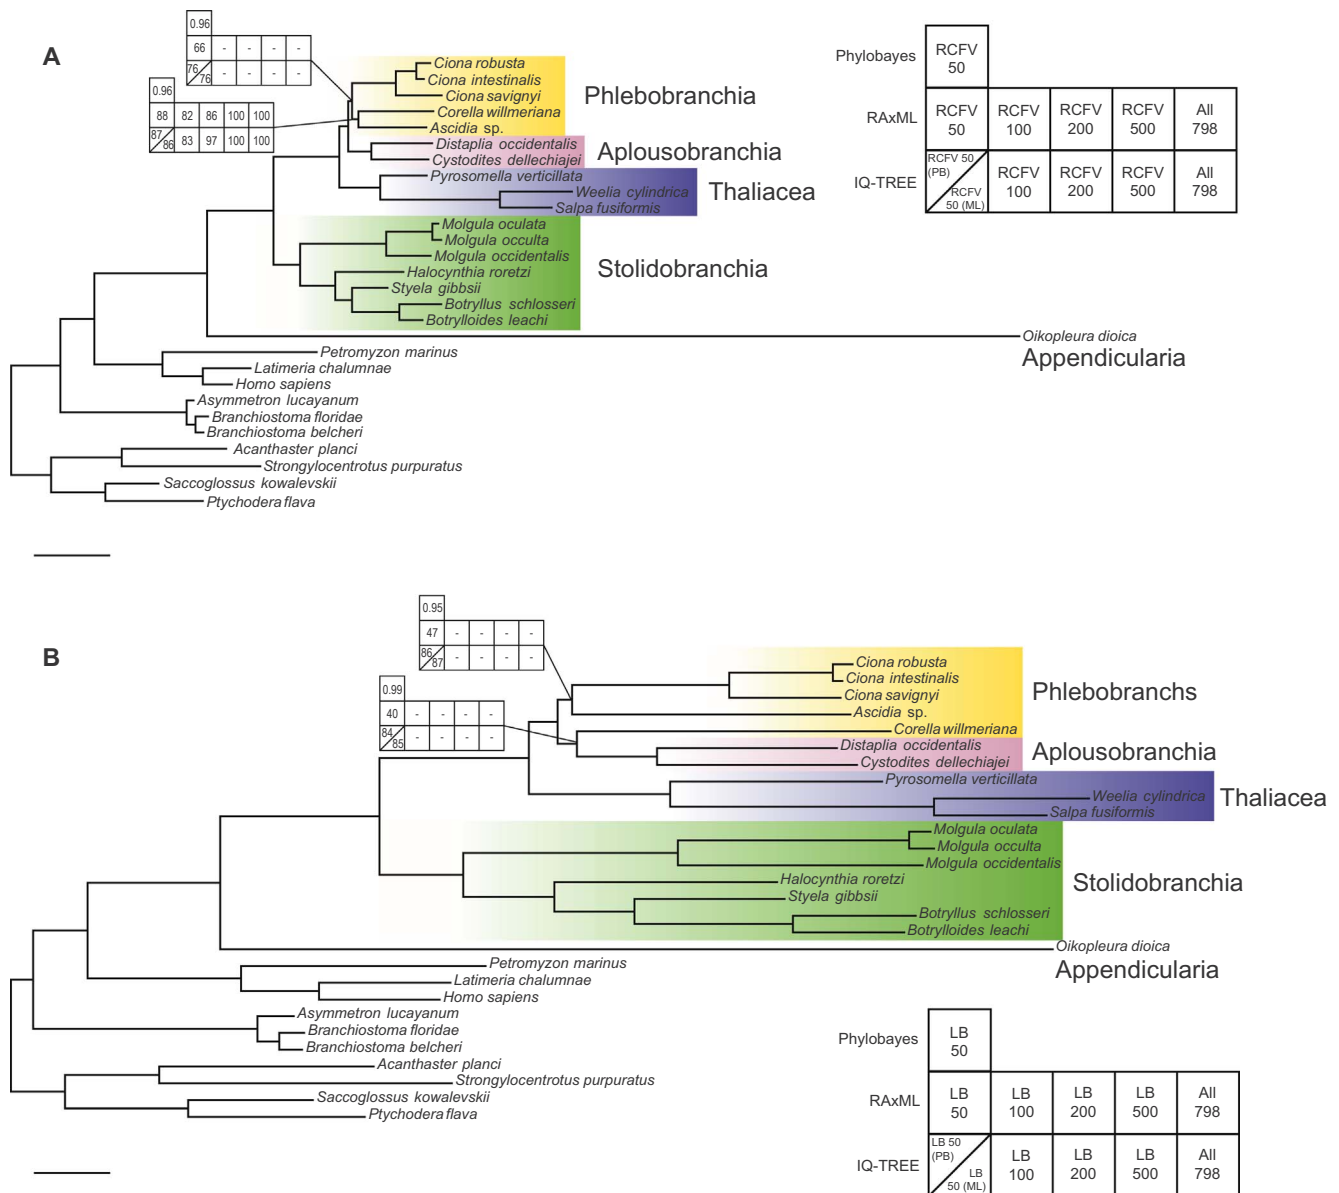 A
0.96
66 - - - -
76 76 - - - -
0.96
88 82 86 100 100
87 86 83 97 100 100
Ciona robusta
Ciona intestinalis
Ciona savignyi
Corella willmeriana
Ascidia sp.
Phlebobranchia
Distaplia occidentalis
Cystodites dellechiajei
Aplousobranchia
Pyrosomella verticillata
Weelia cylindrica
Salpa fusiformis
Thaliacea
Molgula oculata
Molgula occulta
Molgula occidentalis
Halocynthia roretzi
Styela gibbsii
Botryllus schlosseri
Botrylloides leachi
Stolidobranchia
Oikopleura dioica
Appendicularia
Petromyzon marinus
Latimeria chalumnae
Homo sapiens
Asymmetron lucayanum
Branchiostoma floridae
Branchiostoma belcheri
Acanthaster planci
Strongylocentrotus purpuratus
Saccoglossus kowalevskii
Ptychodera flava
Phylobayes
RCFV 50
RAxML
RCFV 50
RCFV 100
RCFV 200
RCFV 500
All 798
IQ-TREE
RCFV 50 (PB)
RCFV 50 (ML)
RCFV 100
RCFV 200
RCFV 500
All 798
B
0.95
47 - - - -
86 87 - - - -
0.99
40 - - - -
84 85 - - - -
Ciona robusta
Ciona intestinalis
Ciona savignyi
Ascidia sp.
Corella willmeriana
Phlebobranchs
Distaplia occidentalis
Cystodites dellechiajei
Aplousobranchia
Pyrosomella verticillata
Weelia cylindrica
Salpa fusiformis
Thaliacea
Molgula oculata
Molgula occulta
Molgula occidentalis
Halocynthia roretzi
Styela gibbsii
Botryllus schlosseri
Botrylloides leachi
Stolidobranchia
Oikopleura dioica
Appendicularia
Petromyzon marinus
Latimeria chalumnae
Homo sapiens
Asymmetron lucayanum
Branchiostoma floridae
Branchiostoma belcheri
Acanthaster planci
Strongylocentrotus purpuratus
Saccoglossus kowalevskii
Ptychodera flava
Phylobayes
LB 50
RAxML
LB 50
LB 100
LB 200
LB 500
All 798
IQ-TREE
LB 50 (PB)
LB 50 (ML)
LB 100
LB 200
LB 500
All 798